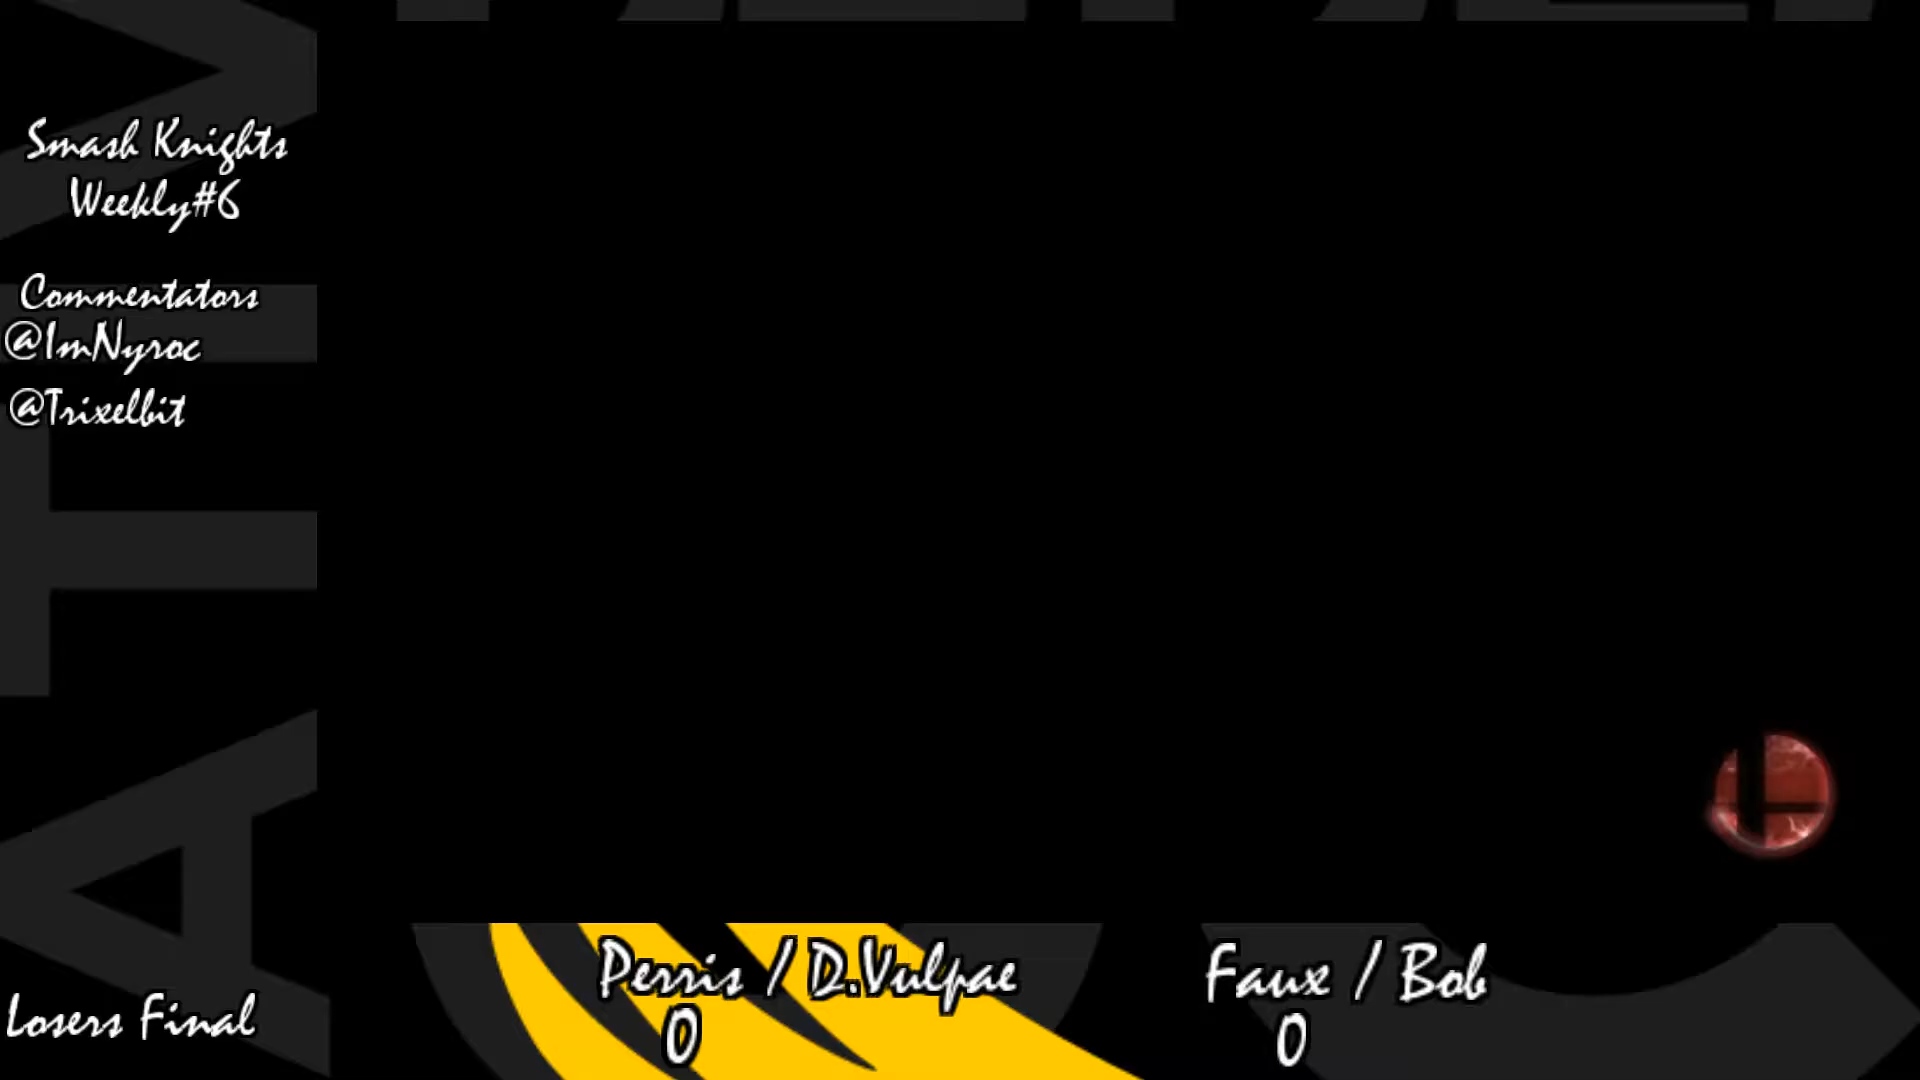 Smash Knights
Weekly#6
Commentators
@ImNyroc
@Trixelbit
Losers Final
Perris / D.Vulpae
0
Faux / Bob
0